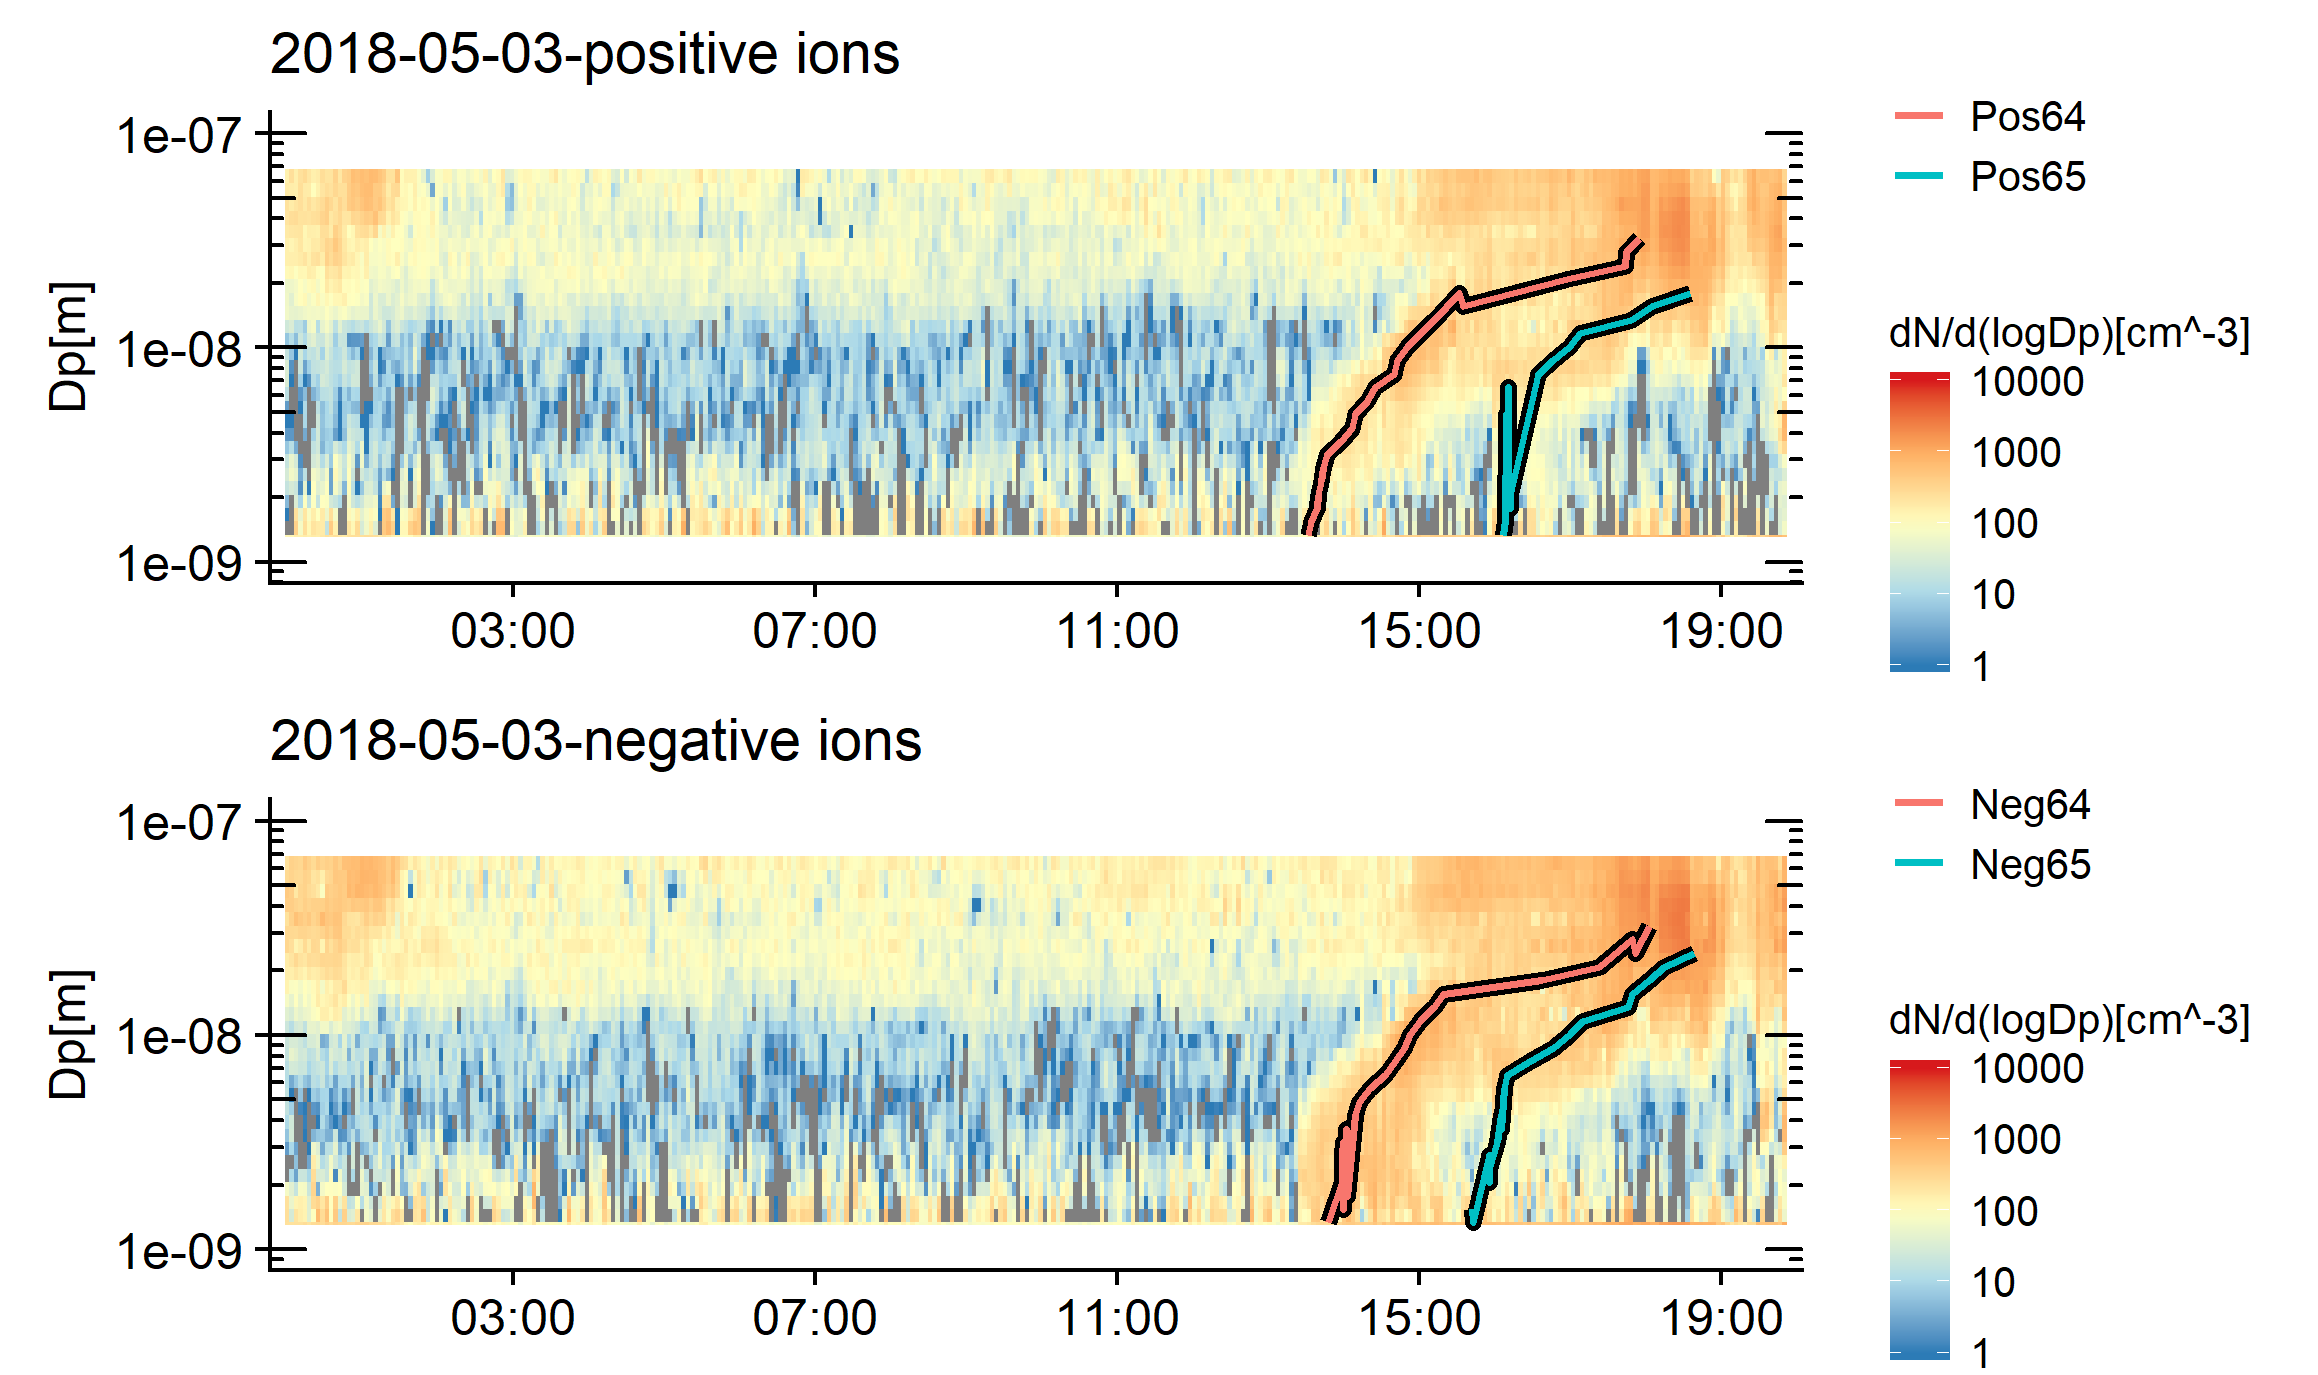 2018-05-03-positive ions
Dp[m]
1e-07
1e-08
1e-09
03:00 07:00 11:00 15:00 19:00
Pos64
Pos65
dN/d(logDp)[cm^-3]
10000
1000
100
10
1
2018-05-03-negative ions
Dp[m]
1e-07
1e-08
1e-09
03:00 07:00 11:00 15:00 19:00
Neg64
Neg65
dN/d(logDp)[cm^-3]
10000
1000
100
10
1